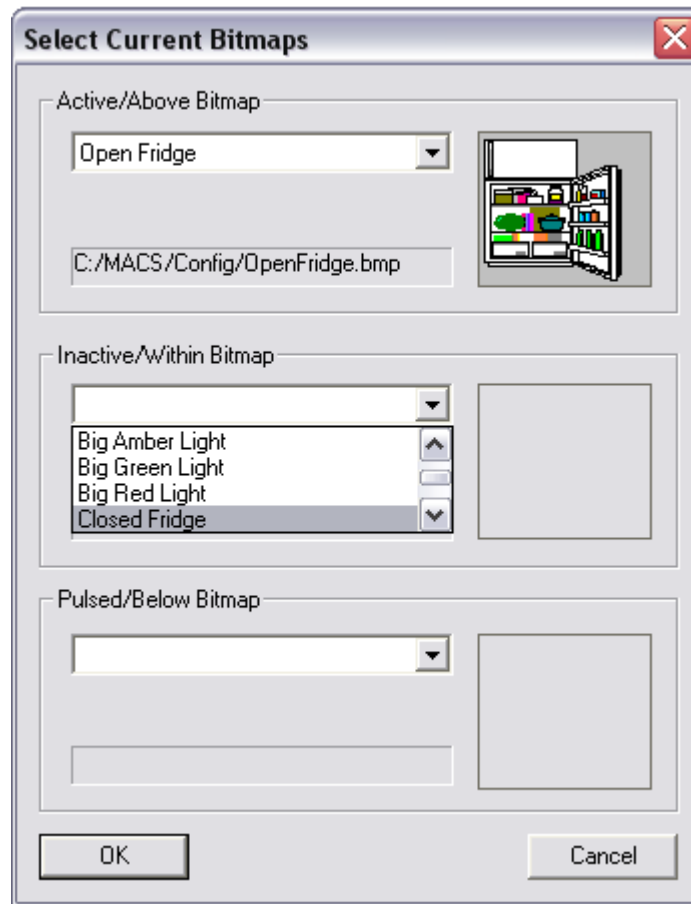 Select Current Bitmaps
Active/Above Bitmap
Open Fridge
C:/MACS/Config/OpenFridge.bmp
Inactive/Within Bitmap
Big Amber Light
Big Green Light
Big Red Light
Closed Fridge
Pulsed/Below Bitmap
OK
Cancel